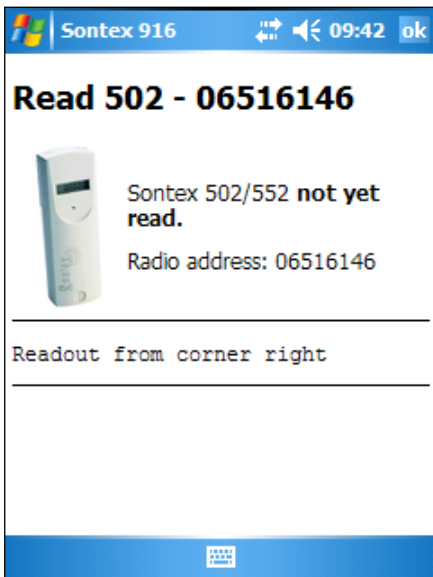 Sontex 916 09:42 ok
Read 502 - 06516146
Sontex 502/552 not yet
read.
Radio address: 06516146
Readout from corner right